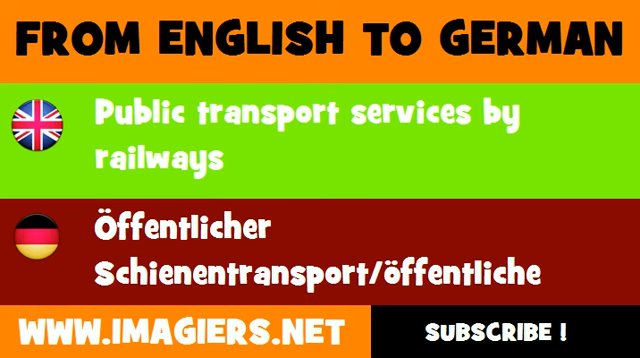 FROM ENGLISH TO GERMAN
Public transport services by
railways
Öffentlicher
Schienentransport/öffentliche
WWW.IMAGIERS.NET
SUBSCRIBE !